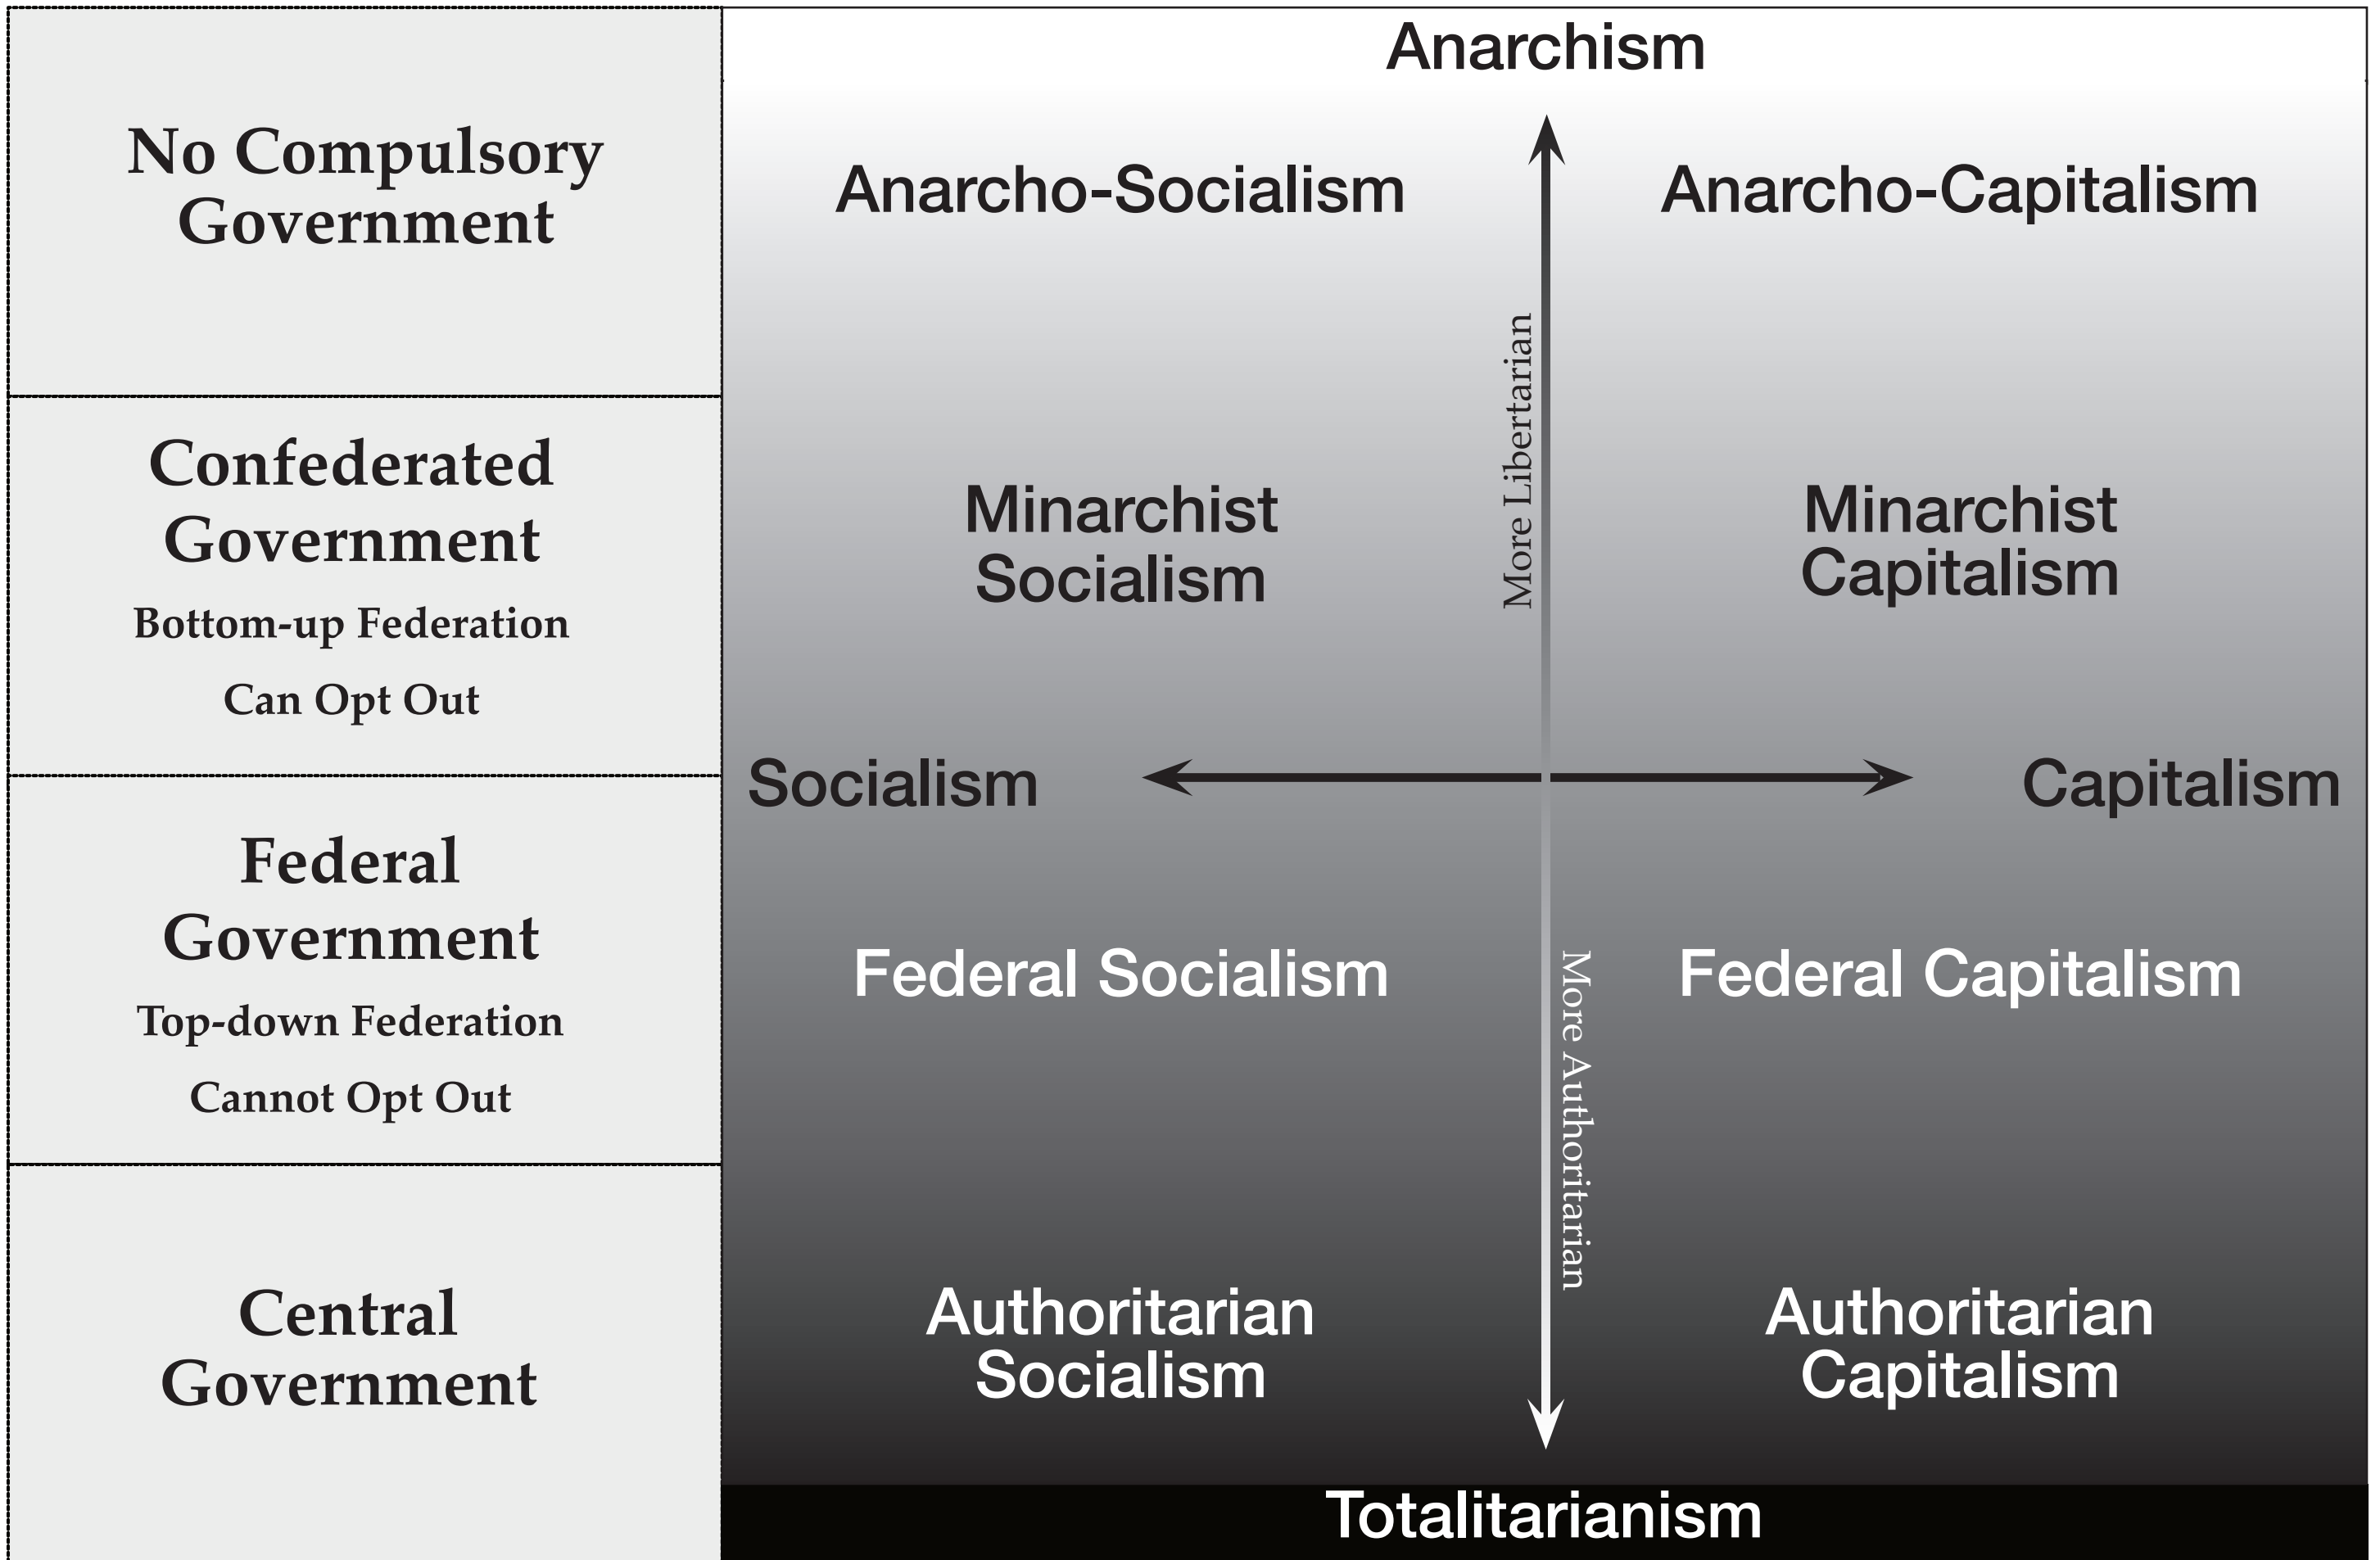 No Compulsory
Government
Confederated
Government
Bottom-up Federation
Can Opt Out
Federal
Government
Top-down Federation
Cannot Opt Out
Central
Government
Anarchism
Anarcho-Socialism
Anarcho-Capitalism
More Libertarian
Minarchist
Socialism
Minarchist
Capitalism
Socialism
Capitalism
Federal Socialism
Federal Capitalism
More Authoritarian
Authoritarian
Socialism
Authoritarian
Capitalism
Totalitarianism